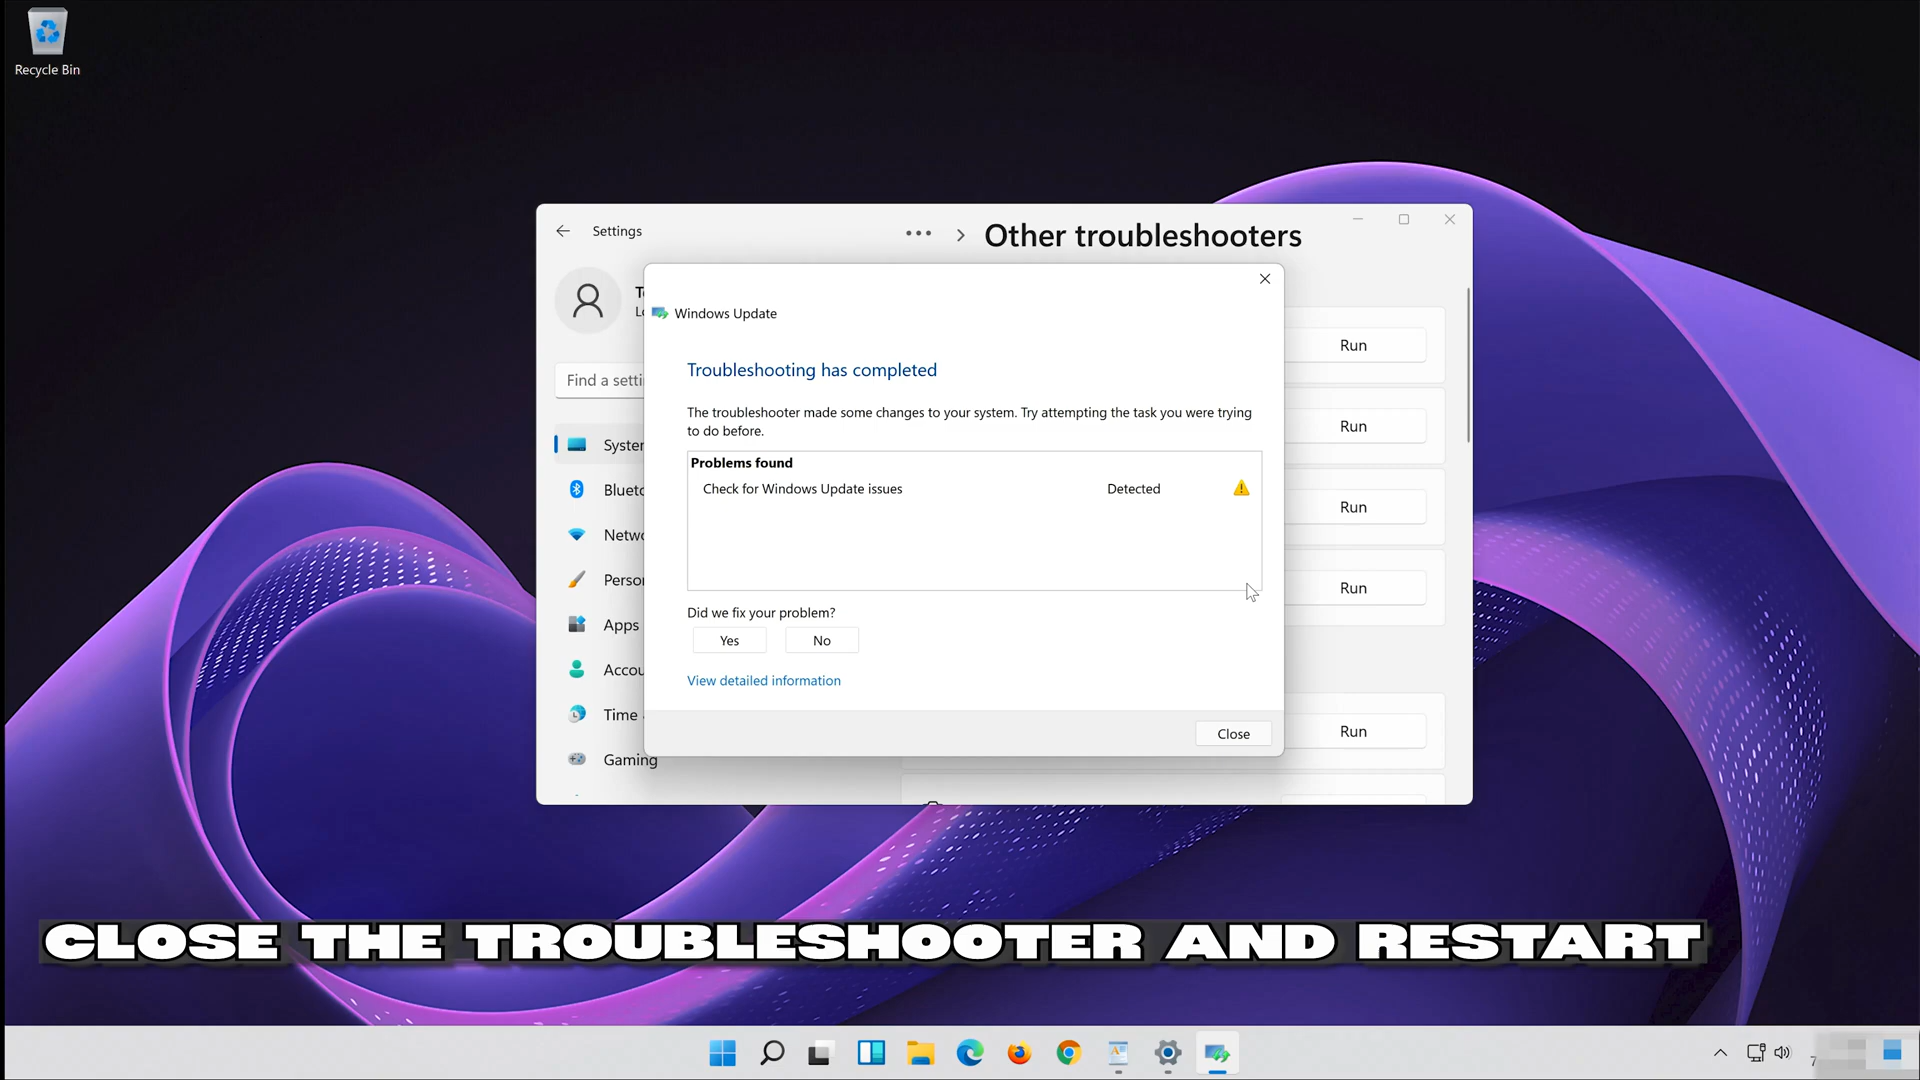 Recycle Bin
Settings
Other troubleshooters
Windows Update
Troubleshooting has completed
The troubleshooter made some changes to your system. Try attempting the task you were trying
to do before.
Problems found
Check for Windows Update issues Detected
Did we fix your problem?
Yes No
View detailed information
Close
Find a setti
System
Blueto
Netwo
Person
Apps
Accou
Time
Gaming
Run
Run
Run
Run
Run
CLOSE THE TROUBLESHOOTER AND RESTART